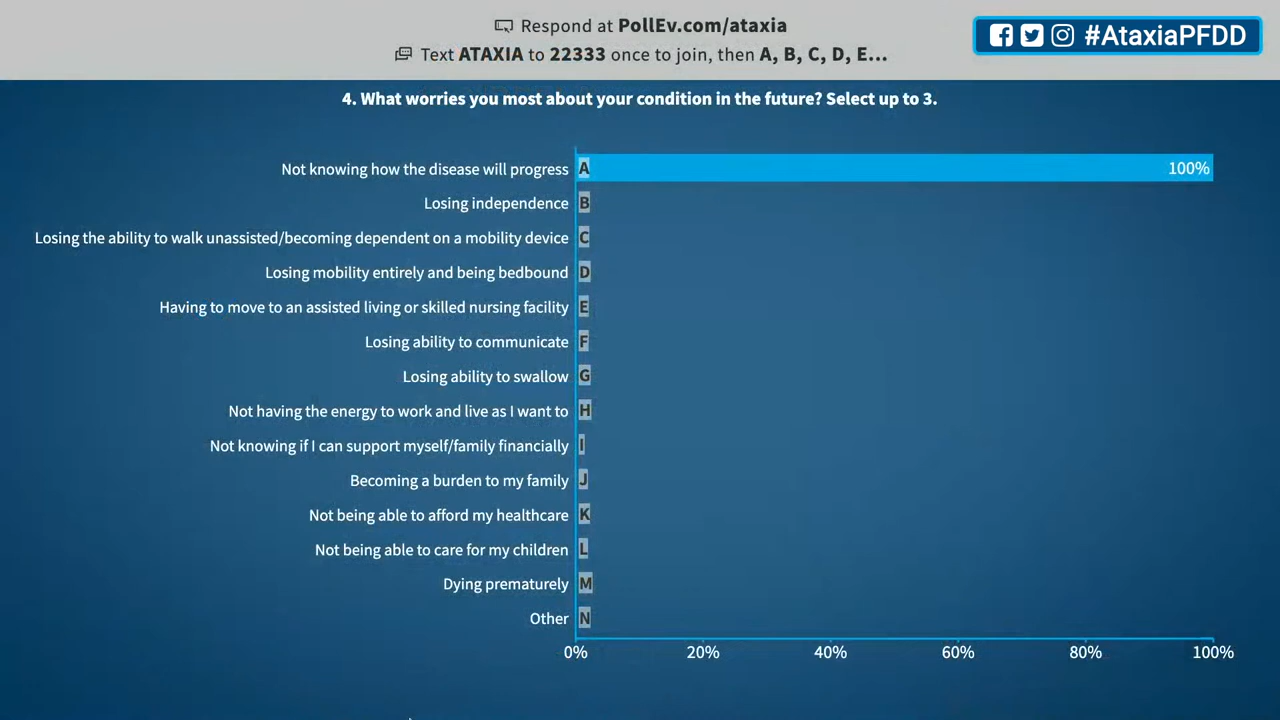 Respond at PollEv.com/ataxia
Text ATAXIA to 22333 once to join, then A, B, C, D, E...
#AtaxiaPFDD
4. What worries you most about your condition in the future? Select up to 3.
Not knowing how the disease will progress A 100%
Losing independence B
Losing the ability to walk unassisted/becoming dependent on a mobility device C
Losing mobility entirely and being bedbound D
Having to move to an assisted living or skilled nursing facility E
Losing ability to communicate F
Losing ability to swallow G
Not having the energy to work and live as I want to H
Not knowing if I can support myself/family financially I
Becoming a burden to my family J
Not being able to afford my healthcare K
Not being able to care for my children L
Dying prematurely M
Other N
0% 20% 40% 60% 80% 100%